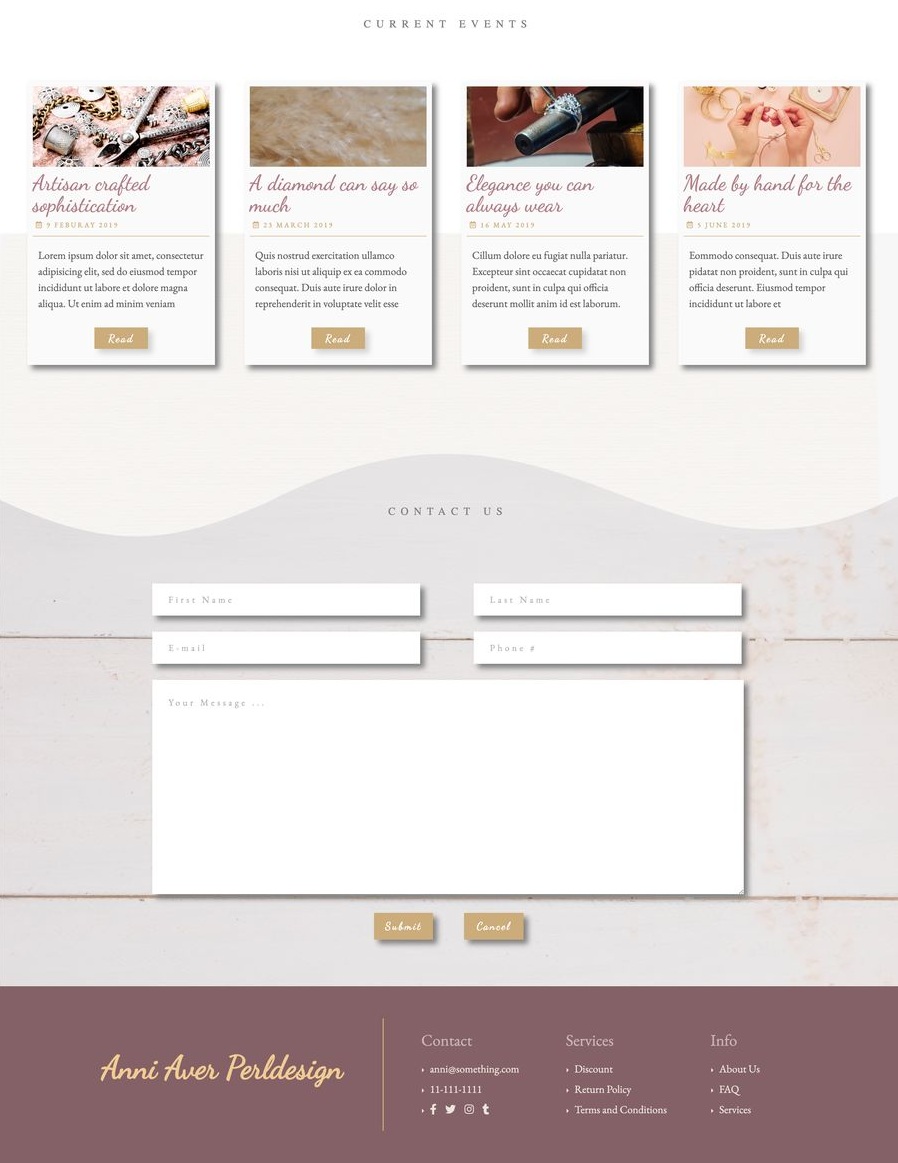 CURRENT EVENTS
Artisan crafted
sophistication
9 FEBURAY 2019
Lorem ipsum dolor sit amet, consectetur
adipisicing elit, sed do eiusmod tempor
incididunt ut labore et dolore magna
aliqua. Ut enim ad minim veniam
Read
A diamond can say so
much
23 MARCH 2019
Quis nostrud exercitation ullamco
laboris nisi ut aliquip ex ea commodo
consequat. Duis aute irure dolor in
reprehenderit in voluptate velit esse
Read
Elegance you can
always wear
16 MAY 2019
Cillum dolore eu fugiat nulla pariatur.
Excepteur sint occaecat cupidatat non
proident, sunt in culpa qui officia
deserunt mollit anim id est laborum.
Read
Made by hand for the
heart
5 JUNE 2019
Eommodo consequat. Duis aute irure
pidatat non proident, sunt in culpa qui
officia deserunt. Eiusmod tempor
incididunt ut labore et
Read
CONTACT US
First Name
Last Name
E-mail
Phone #
Your Message ...
Submit
Cancel
Anni Aver Perldesign
Contact
anni@something.com
11-111-1111
Services
Discount
Return Policy
Terms and Conditions
Info
About Us
FAQ
Services